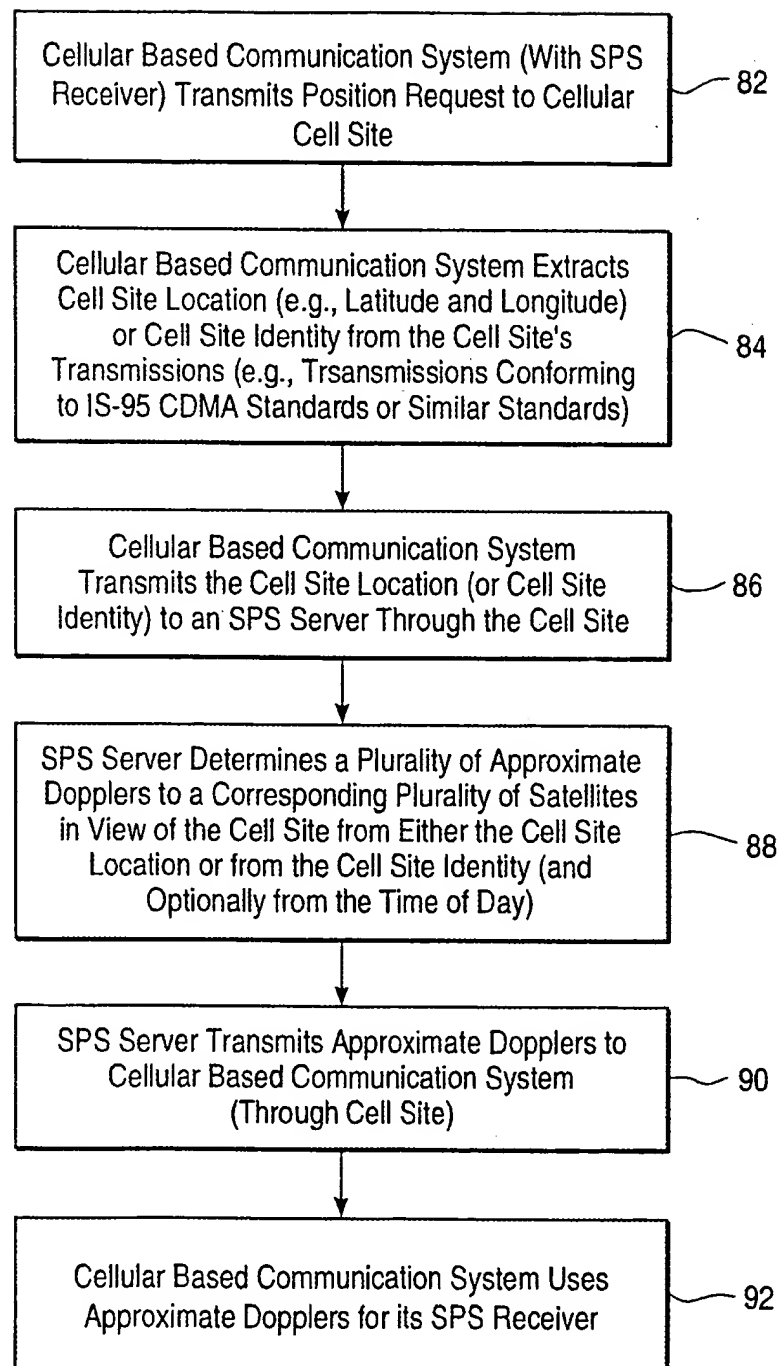 Cellular Based Communication System (With SPS
Receiver) Transmits Position Request to Cellular
Cell Site
82
Cellular Based Communication System Extracts
Cell Site Location (e.g., Latitude and Longitude)
or Cell Site Identity from the Cell Site's
Transmissions (e.g., Trsansmissions Conforming
to IS-95 CDMA Standards or Similar Standards)
84
Cellular Based Communication System
Transmits the Cell Site Location (or Cell Site
Identity) to an SPS Server Through the Cell Site
86
SPS Server Determines a Plurality of Approximate
Dopplers to a Corresponding Plurality of Satellites
in View of the Cell Site from Either the Cell Site
Location or from the Cell Site Identity (and
Optionally from the Time of Day)
88
SPS Server Transmits Approximate Dopplers to
Cellular Based Communication System
(Through Cell Site)
90
Cellular Based Communication System Uses
Approximate Dopplers for its SPS Receiver
92